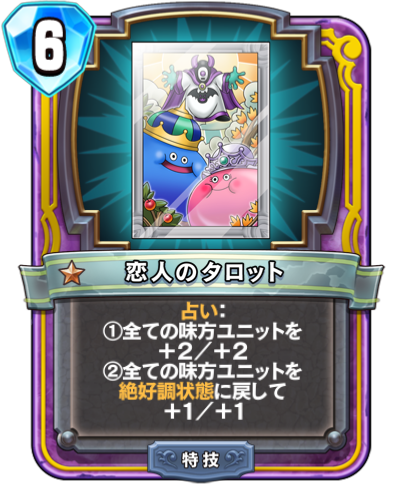 6
恋人のタロット
占い:
①全ての味方ユニットを
+2/+2
②全ての味方ユニットを
絶好調状態に戻して
+1/+1
特技